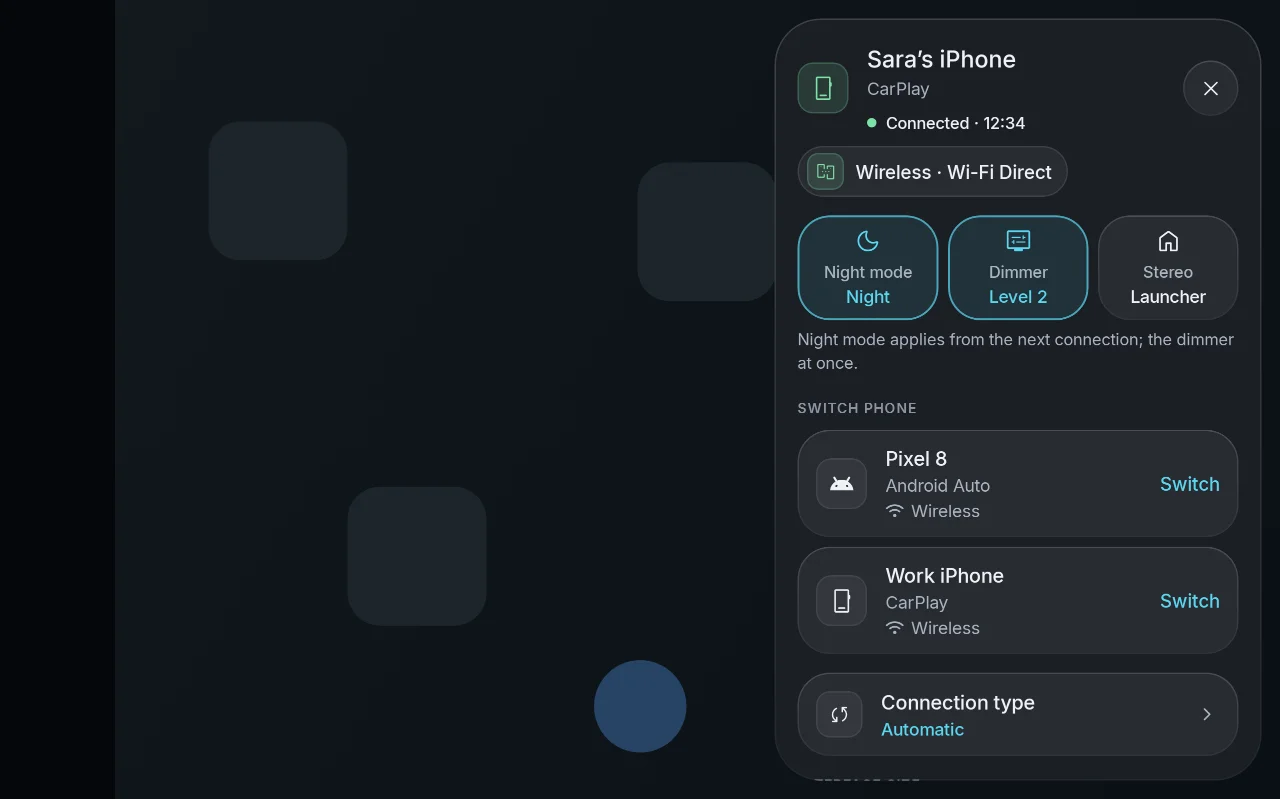 Sara’s iPhone
CarPlay
Connected · 12:34
Wireless · Wi-Fi Direct
Night mode
Night
Dimmer
Level 2
Stereo
Launcher
Night mode applies from the next connection; the dimmer
at once.
SWITCH PHONE
Pixel 8
Android Auto
Wireless
Switch
Work iPhone
CarPlay
Wireless
Switch
Connection type
Automatic